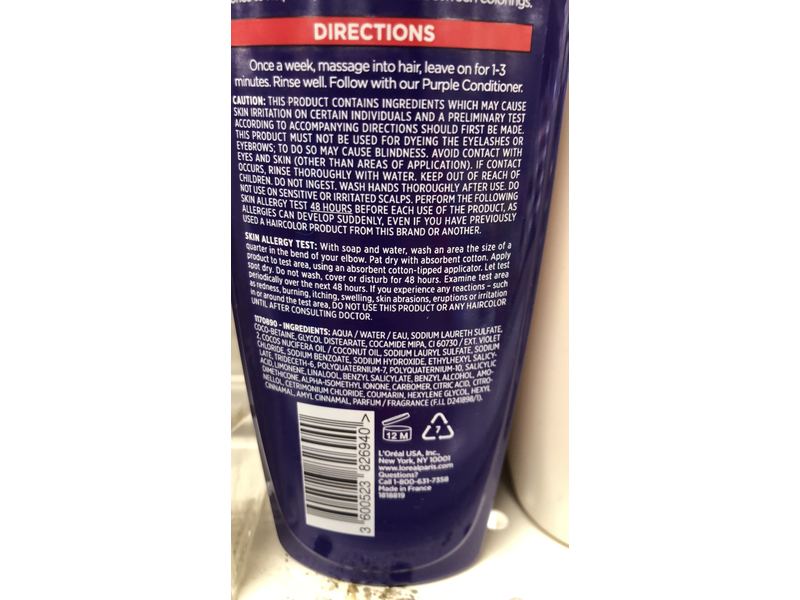 DIRECTIONS
Once a week, massage into hair, leave on for 1-3
minutes. Rinse well. Follow with our Purple Conditioner.
CAUTION: THIS PRODUCT CONTAINS INGREDIENTS WHICH MAY CAUSE
SKIN IRRITATION ON CERTAIN INDIVIDUALS AND A PRELIMINARY TEST
ACCORDING TO ACCOMPANYING DIRECTIONS SHOULD FIRST BE MADE.
THIS PRODUCT MUST NOT BE USED FOR DYEING THE EYELASHES OR
EYEBROWS; TO DO SO MAY CAUSE BLINDNESS. AVOID CONTACT WITH
EYES AND SKIN (OTHER THAN AREAS OF APPLICATION). IF CONTACT
OCCURS, RINSE THOROUGHLY WITH WATER. KEEP OUT OF REACH OF
CHILDREN. DO NOT INGEST. WASH HANDS THOROUGHLY AFTER USE. DO
NOT USE ON SENSITIVE OR IRRITATED SCALPS. PERFORM THE FOLLOWING
SKIN ALLERGY TEST 48 HOURS BEFORE EACH USE OF THE PRODUCT, AS
ALLERGIES CAN DEVELOP SUDDENLY, EVEN IF YOU HAVE PREVIOUSLY
USED A HAIRCOLOR PRODUCT FROM THIS BRAND OR ANOTHER.
SKIN ALLERGY TEST: With soap and water, wash an area the size of a
quarter in the bend of your elbow. Pat dry with absorbent cotton. Apply
product to test area, using an absorbent cotton-tipped applicator. Let test
spot dry. Do not wash, cover or disturb for 48 hours. Examine test area
periodically over the next 48 hours. If you experience any reactions – such
as redness, burning, itching, swelling, skin abrasions, eruptions or irritation
in or around the test area, DO NOT USE THIS PRODUCT OR ANY HAIRCOLOR
UNTIL AFTER CONSULTING DOCTOR.
1170890 - INGREDIENTS: AQUA / WATER / EAU, SODIUM LAURETH SULFATE,
COCO-BETAINE, GLYCOL DISTEARATE, COCAMIDE MIPA, CI 60730 / EXT. VIOLET
2, COCOS NUCIFERA OIL / COCONUT OIL, SODIUM LAURYL SULFATE, SODIUM
CHLORIDE, SODIUM BENZOATE, SODIUM HYDROXIDE, ETHYLHEXYL SALICY-
LATE, TRIDECETH-6, POLYQUATERNIUM-7, POLYQUATERNIUM-10, SALICYLIC
ACID, LIMONENE, LINALOOL, BENZYL SALICYLATE, BENZYL ALCOHOL, AMO-
DIMETHICONE, ALPHA-ISOMETHYL IONONE, CARBOMER, CITRIC ACID, CITRO-
NELLOL, CETRIMONIUM CHLORIDE, COUMARIN, HEXYLENE GLYCOL, HEXYL
CINNAMAL, AMYL CINNAMAL, PARFUM / FRAGRANCE (F.I.L D241898/1).
12 M
7
L'Oréal USA, Inc.,
New York, NY 10001
www.lorealparis.com
Questions?
Call 1-800-631-7358
Made in France
1818819
3 600523 826940 >